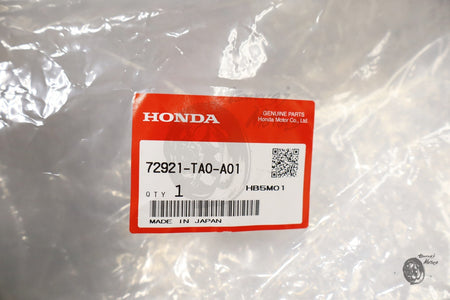 HONDA
GENUINE PARTS
Honda Motor Co., Ltd.
72921-TA0-A01
QTY 1
HB5M01
MADE IN JAPAN